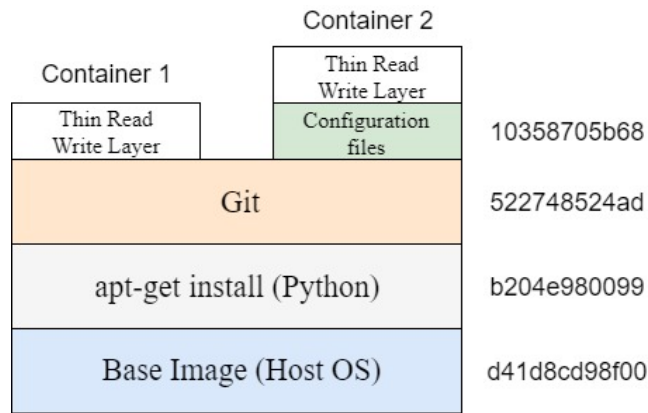 Container 2
Container 1
Thin Read
Write Layer
Thin Read
Write Layer
Configuration
files
10358705b68
Git
522748524ad
apt-get install (Python)
b204e980099
Base Image (Host OS)
d41d8cd98f00